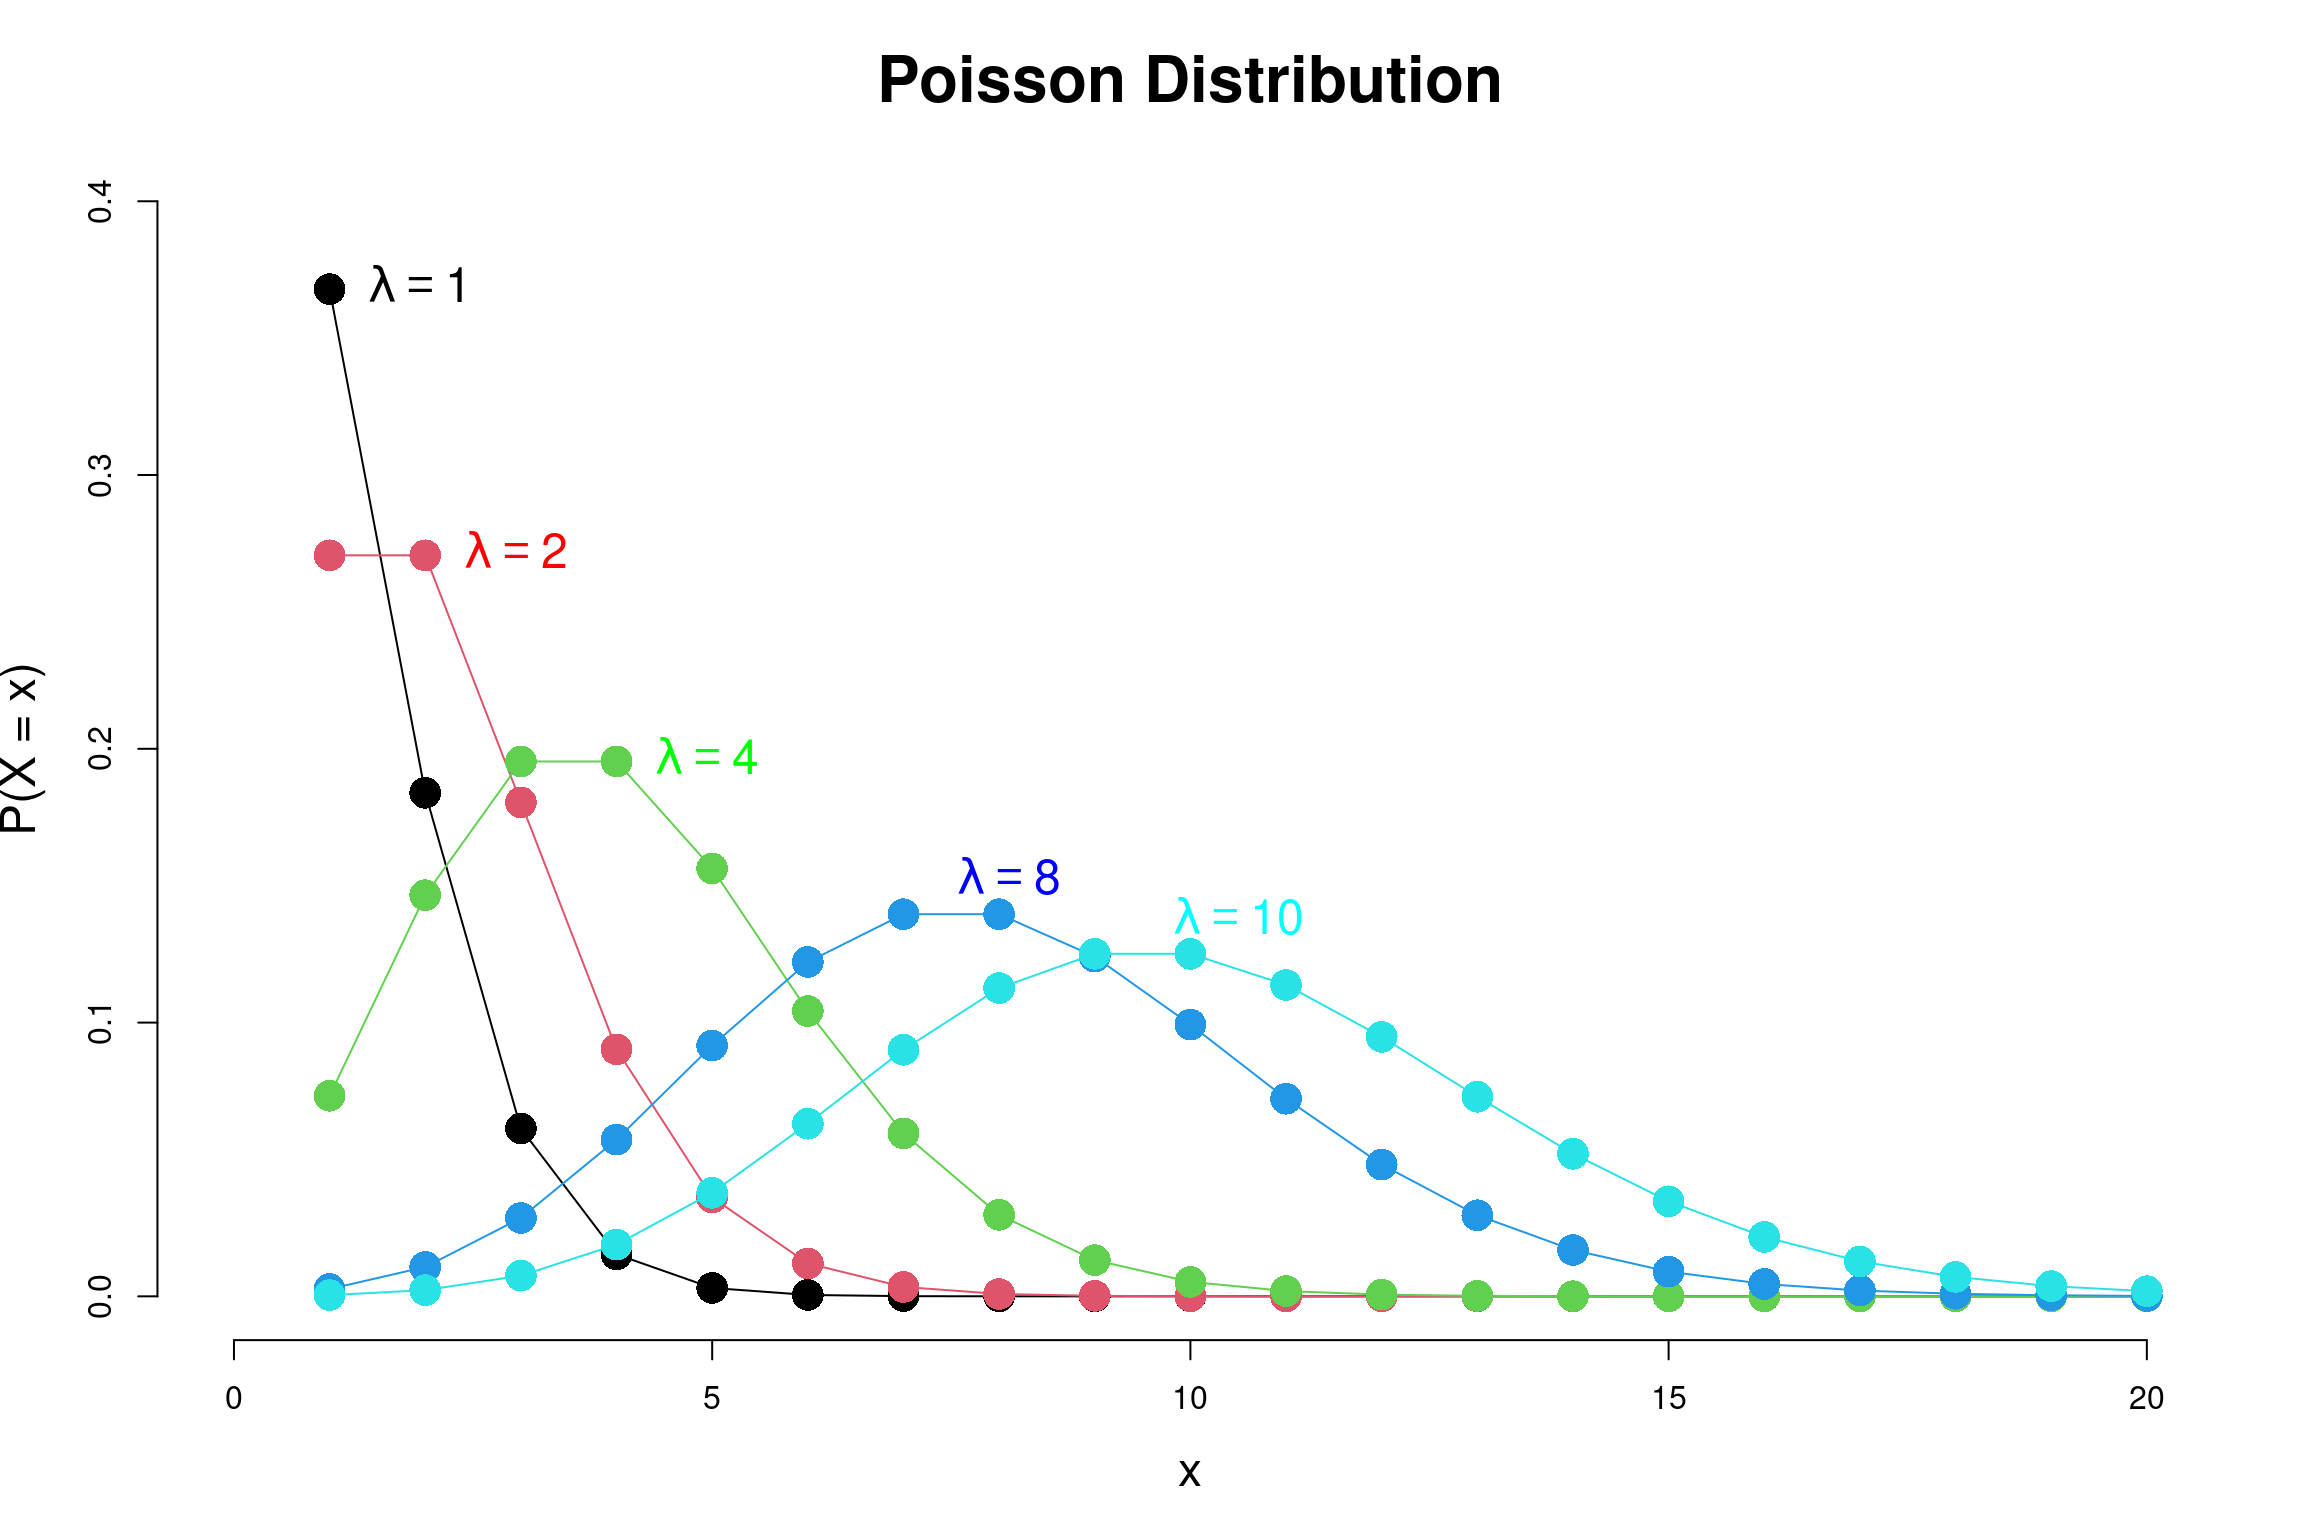 Poisson Distribution
0.4
λ = 1
0.3
λ = 2
P(X = x)
0.2
λ = 4
λ = 8
λ = 10
0.1
0.0
0 5 10 15 20
x